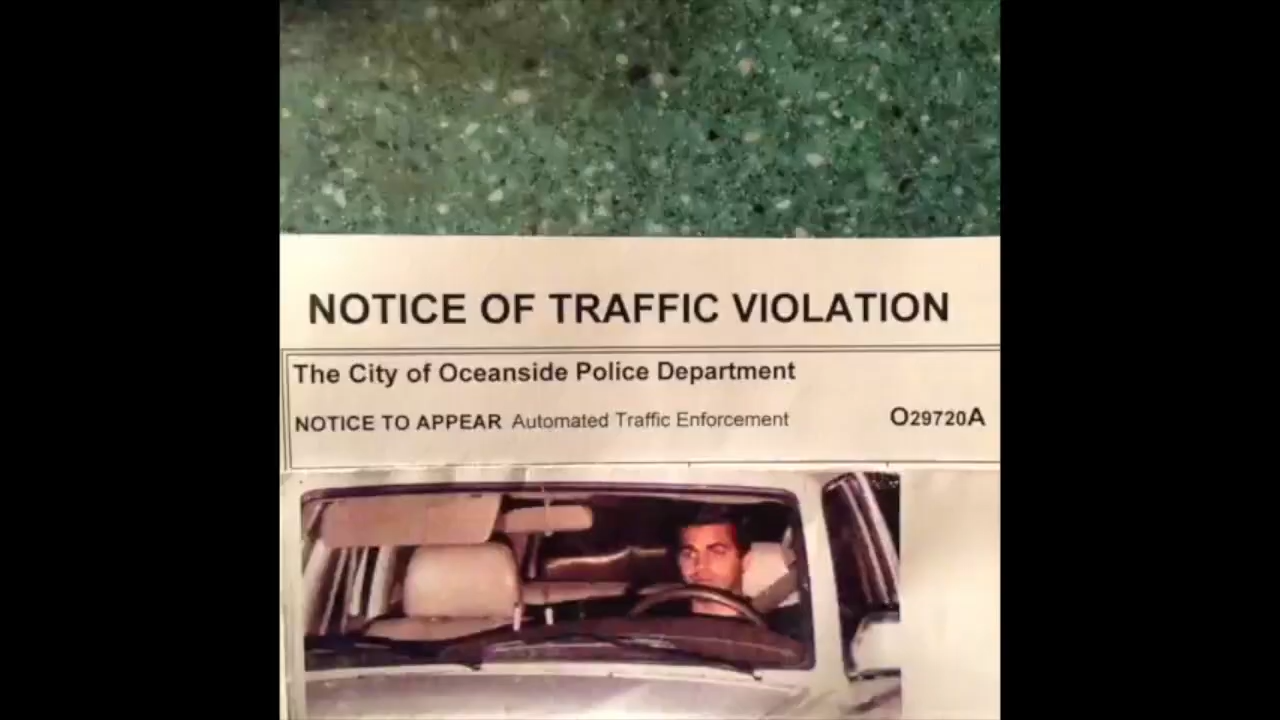 NOTICE OF TRAFFIC VIOLATION
The City of Oceanside Police Department
NOTICE TO APPEAR Automated Traffic Enforcement O29720A